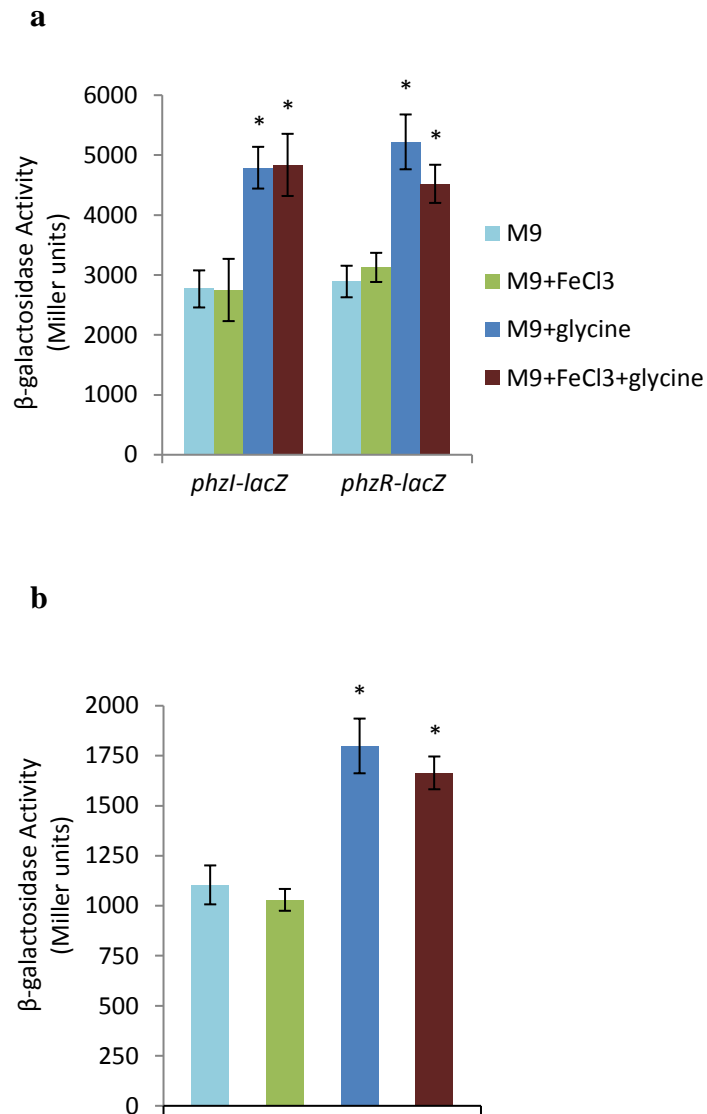 a
6000
5000
4000
3000
2000
1000
0
β-galactosidase Activity
(Miller units)
* * * *
phzI-lacZ phzR-lacZ
M9
M9+FeCl3
M9+glycine
M9+FeCl3+glycine
b
2000
1750
1500
1250
1000
750
500
250
0
β-galactosidase Activity
(Miller units)
* *